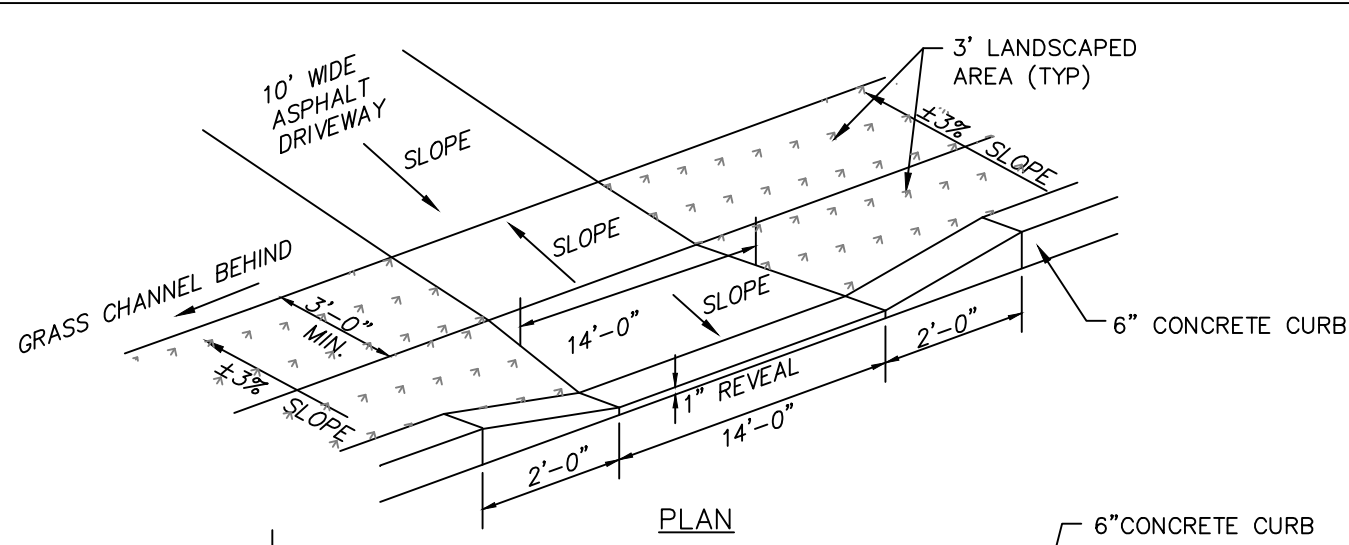 10' WIDE
ASPHALT
DRIVEWAY
SLOPE
3' LANDSCAPED
AREA (TYP)
±3% SLOPE
SLOPE
GRASS CHANNEL BEHIND
3'-0"
MIN.
14'-0"
SLOPE
±3% SLOPE
1" REVEAL
2'-0"
6" CONCRETE CURB
14'-0"
2'-0"
PLAN
6"CONCRETE CURB